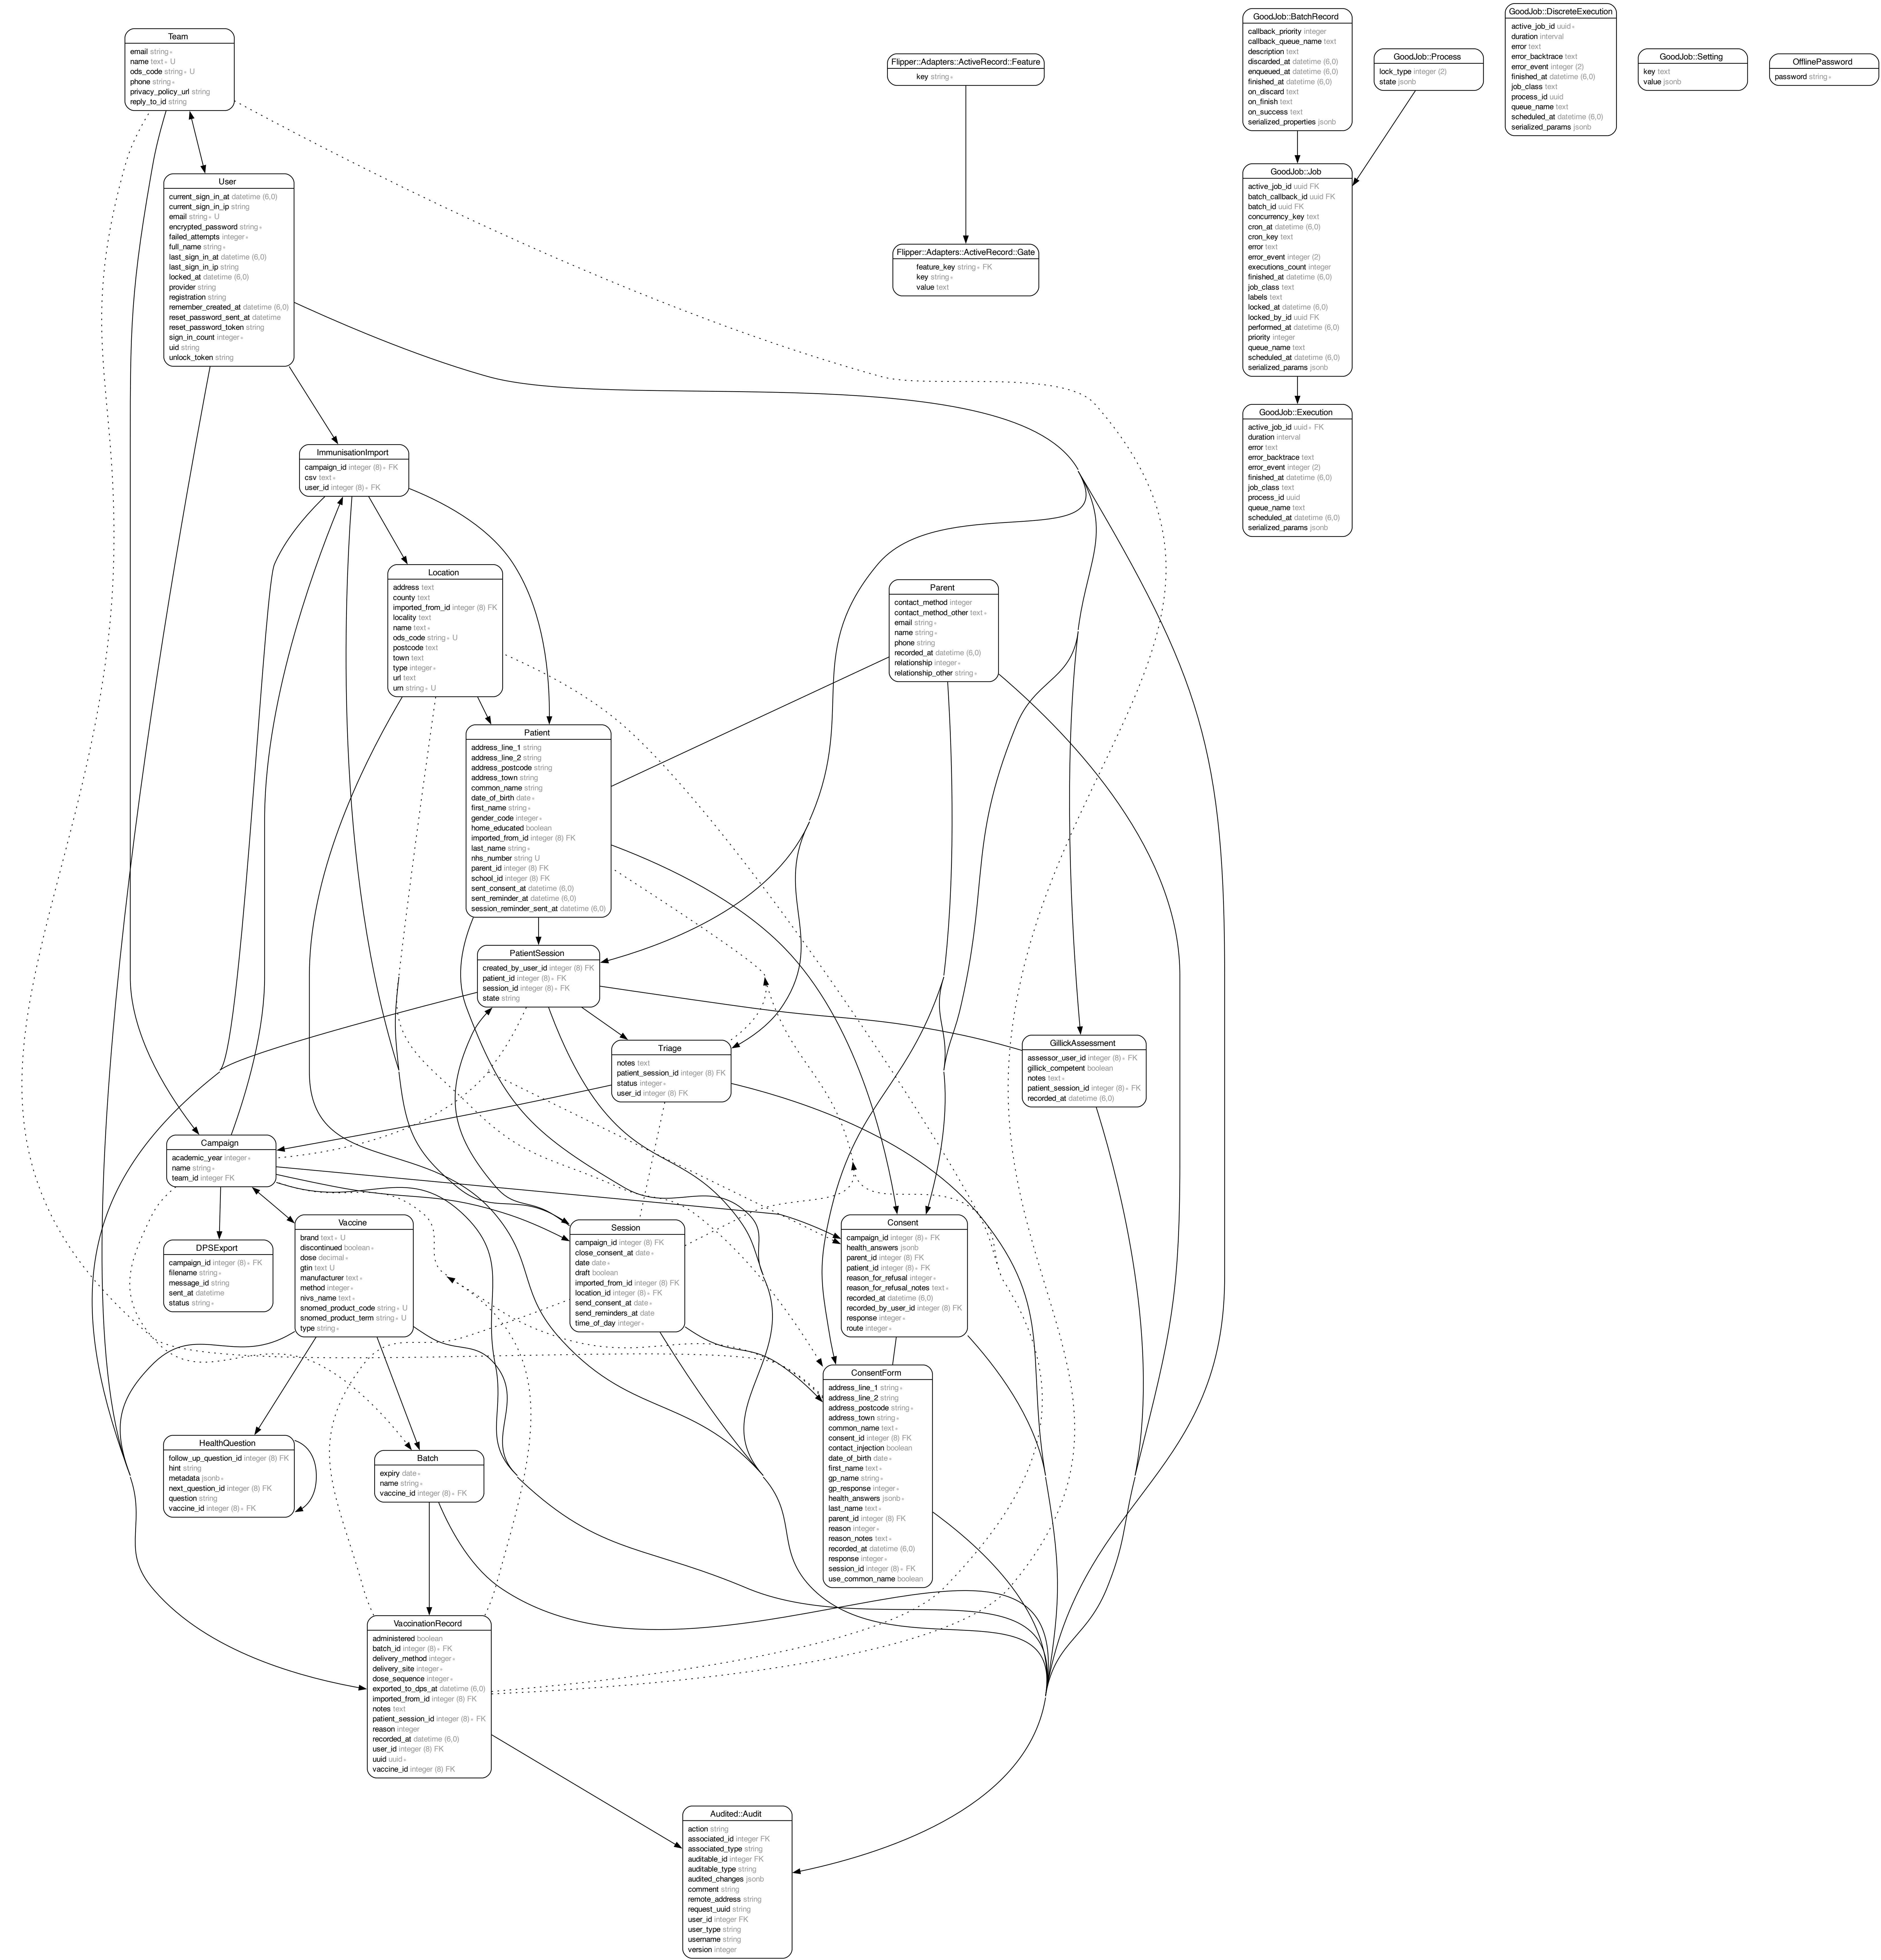 Team
email string ∗
name text ∗ U
ods_code string ∗ U
phone string ∗
privacy_policy_url string
reply_to_id string
User
current_sign_in_at datetime (6,0)
current_sign_in_ip string
email string ∗ U
encrypted_password string ∗
failed_attempts integer ∗
full_name string ∗
last_sign_in_at datetime (6,0)
last_sign_in_ip string
locked_at datetime (6,0)
provider string
registration string
remember_created_at datetime (6,0)
reset_password_sent_at datetime
reset_password_token string
sign_in_count integer ∗
uid string
unlock_token string
Flipper::Adapters::ActiveRecord::Feature
key string ∗
Flipper::Adapters::ActiveRecord::Gate
feature_key string ∗ FK
key string ∗
value text
GoodJob::BatchRecord
callback_priority integer
callback_queue_name text
description text
discarded_at datetime (6,0)
enqueued_at datetime (6,0)
finished_at datetime (6,0)
on_discard text
on_finish text
on_success text
serialized_properties jsonb
GoodJob::Process
lock_type integer (2)
state jsonb
GoodJob::DiscreteExecution
active_job_id uuid ∗
duration interval
error text
error_backtrace text
error_event integer (2)
finished_at datetime (6,0)
job_class text
process_id uuid
queue_name text
scheduled_at datetime (6,0)
serialized_params jsonb
GoodJob::Setting
key text
value jsonb
OfflinePassword
password string ∗
GoodJob::Job
active_job_id uuid FK
batch_callback_id uuid FK
batch_id uuid FK
concurrency_key text
cron_at datetime (6,0)
cron_key text
error text
error_event integer (2)
executions_count integer
finished_at datetime (6,0)
job_class text
labels text
locked_at datetime (6,0)
locked_by_id uuid FK
performed_at datetime (6,0)
priority integer
queue_name text
scheduled_at datetime (6,0)
serialized_params jsonb
GoodJob::Execution
active_job_id uuid ∗ FK
duration interval
error text
error_backtrace text
error_event integer (2)
finished_at datetime (6,0)
job_class text
process_id uuid
queue_name text
scheduled_at datetime (6,0)
serialized_params jsonb
ImmunisationImport
campaign_id integer (8) ∗ FK
csv text ∗
user_id integer (8) ∗ FK
Location
address text
county text
imported_from_id integer (8) FK
locality text
name text ∗
ods_code string ∗ U
postcode text
town text
type integer ∗
url text
urn string ∗ U
Parent
contact_method integer
contact_method_other text ∗
email string ∗
name string ∗
phone string
recorded_at datetime (6,0)
relationship integer ∗
relationship_other string ∗
Patient
address_line_1 string
address_line_2 string
address_postcode string
address_town string
common_name string
date_of_birth date ∗
first_name string ∗
gender_code integer ∗
home_educated boolean
imported_from_id integer (8) FK
last_name string ∗
nhs_number string U
parent_id integer (8) FK
school_id integer (8) FK
sent_consent_at datetime (6,0)
sent_reminder_at datetime (6,0)
session_reminder_sent_at datetime (6,0)
PatientSession
created_by_user_id integer (8) FK
patient_id integer (8) ∗ FK
session_id integer (8) ∗ FK
state string
Triage
notes text
patient_session_id integer (8) FK
status integer ∗
user_id integer (8) FK
GillickAssessment
assessor_user_id integer (8) ∗ FK
gillick_competent boolean
notes text ∗
patient_session_id integer (8) ∗ FK
recorded_at datetime (6,0)
Campaign
academic_year integer ∗
name string ∗
team_id integer FK
DPSExport
campaign_id integer (8) ∗ FK
filename string ∗
message_id string
sent_at datetime
status string ∗
Vaccine
brand text ∗ U
discontinued boolean ∗
dose decimal ∗
gtin text U
manufacturer text ∗
method integer ∗
nivs_name text ∗
snomed_product_code string ∗ U
snomed_product_term string ∗ U
type string ∗
Session
campaign_id integer (8) FK
close_consent_at date ∗
date date ∗
draft boolean
imported_from_id integer (8) FK
location_id integer (8) ∗ FK
send_consent_at date ∗
send_reminders_at date
time_of_day integer ∗
Consent
campaign_id integer (8) ∗ FK
health_answers jsonb
parent_id integer (8) FK
patient_id integer (8) ∗ FK
reason_for_refusal integer ∗
reason_for_refusal_notes text ∗
recorded_at datetime (6,0)
recorded_by_user_id integer (8) FK
response integer ∗
route integer ∗
ConsentForm
address_line_1 string ∗
address_line_2 string
address_postcode string ∗
address_town string ∗
common_name text ∗
consent_id integer (8) FK
contact_injection boolean
date_of_birth date ∗
first_name text ∗
gp_name string ∗
gp_response integer ∗
health_answers jsonb ∗
last_name text ∗
parent_id integer (8) FK
reason integer ∗
reason_notes text ∗
recorded_at datetime (6,0)
response integer ∗
session_id integer (8) ∗ FK
use_common_name boolean
HealthQuestion
follow_up_question_id integer (8) FK
hint string
metadata jsonb ∗
next_question_id integer (8) FK
question string
vaccine_id integer (8) ∗ FK
Batch
expiry date ∗
name string ∗
vaccine_id integer (8) ∗ FK
VaccinationRecord
administered boolean
batch_id integer (8) ∗ FK
delivery_method integer ∗
delivery_site integer ∗
dose_sequence integer ∗
exported_to_dps_at datetime (6,0)
imported_from_id integer (8) FK
notes text
patient_session_id integer (8) ∗ FK
reason integer
recorded_at datetime (6,0)
user_id integer (8) FK
uuid uuid ∗
vaccine_id integer (8) FK
Audited::Audit
action string
associated_id integer FK
associated_type string
auditable_id integer FK
auditable_type string
audited_changes jsonb
comment string
remote_address string
request_uuid string
user_id integer FK
user_type string
username string
version integer